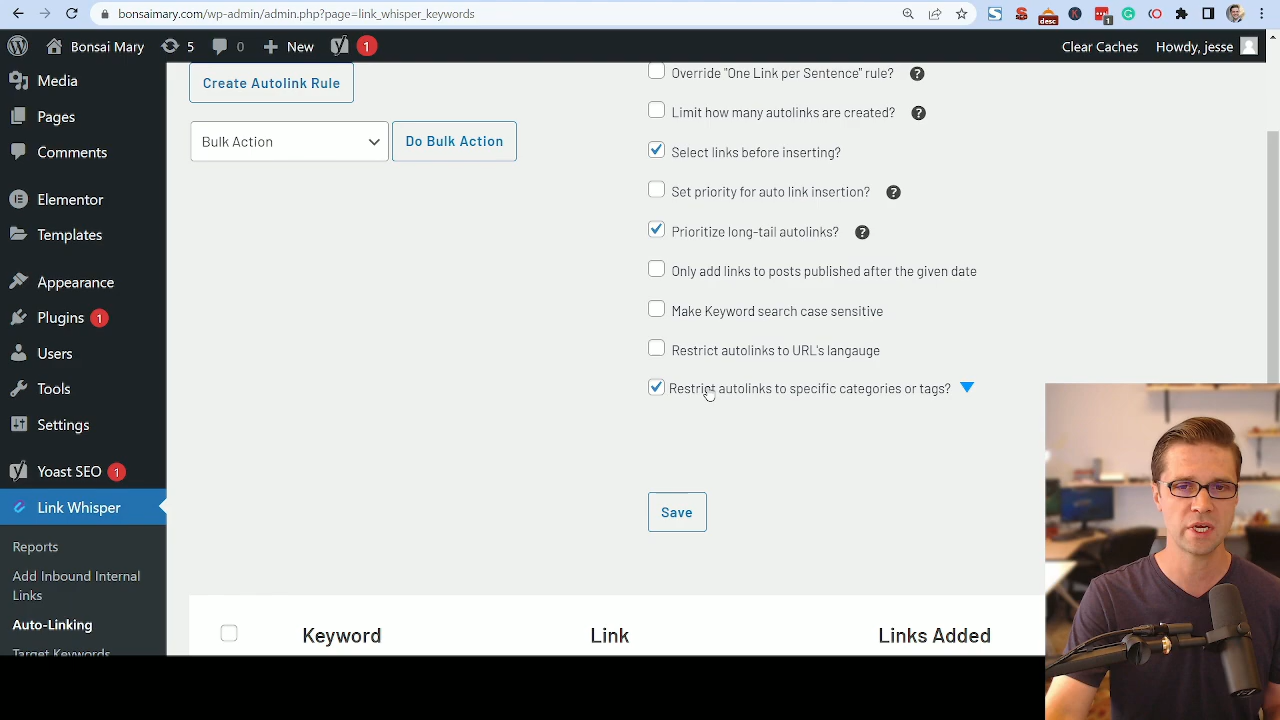 bonsaimary.com/wp-admin/admin.php?page=link_whisper_keywords
desc
1
Bonsai Mary
5
0
New
1
Clear Caches
Howdy, jesse
Media
Pages
Comments
Elementor
Templates
Appearance
Plugins 1
Users
Tools
Settings
Yoast SEO 1
Link Whisper
Reports
Add Inbound Internal
Links
Auto-Linking
Target Keywords
Create Autolink Rule
Bulk Action
Do Bulk Action
Override "One Link per Sentence" rule? ?
Limit how many autolinks are created? ?
Select links before inserting?
Set priority for auto link insertion? ?
Prioritize long-tail autolinks? ?
Only add links to posts published after the given date
Make Keyword search case sensitive
Restrict autolinks to URL's langauge
Restrict autolinks to specific categories or tags?
Save
Keyword
Link
Links Added